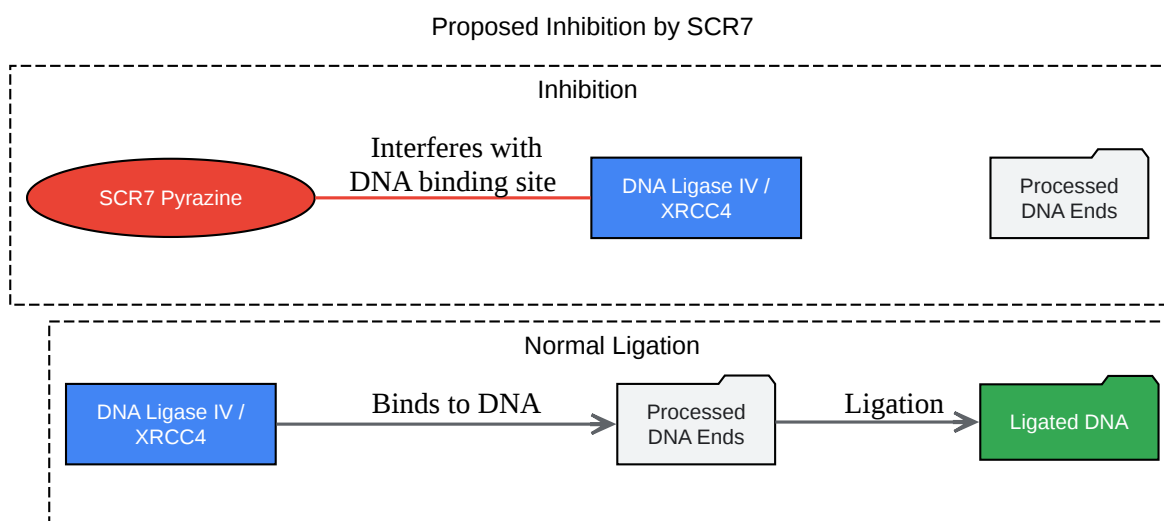 Proposed Inhibition by SCR7
Inhibition
Interferes with
DNA binding site
SCR7 Pyrazine
DNA Ligase IV /
XRCC4
Processed
DNA Ends
Normal Ligation
DNA Ligase IV /
XRCC4
Binds to DNA
Processed
DNA Ends
Ligation
Ligated DNA